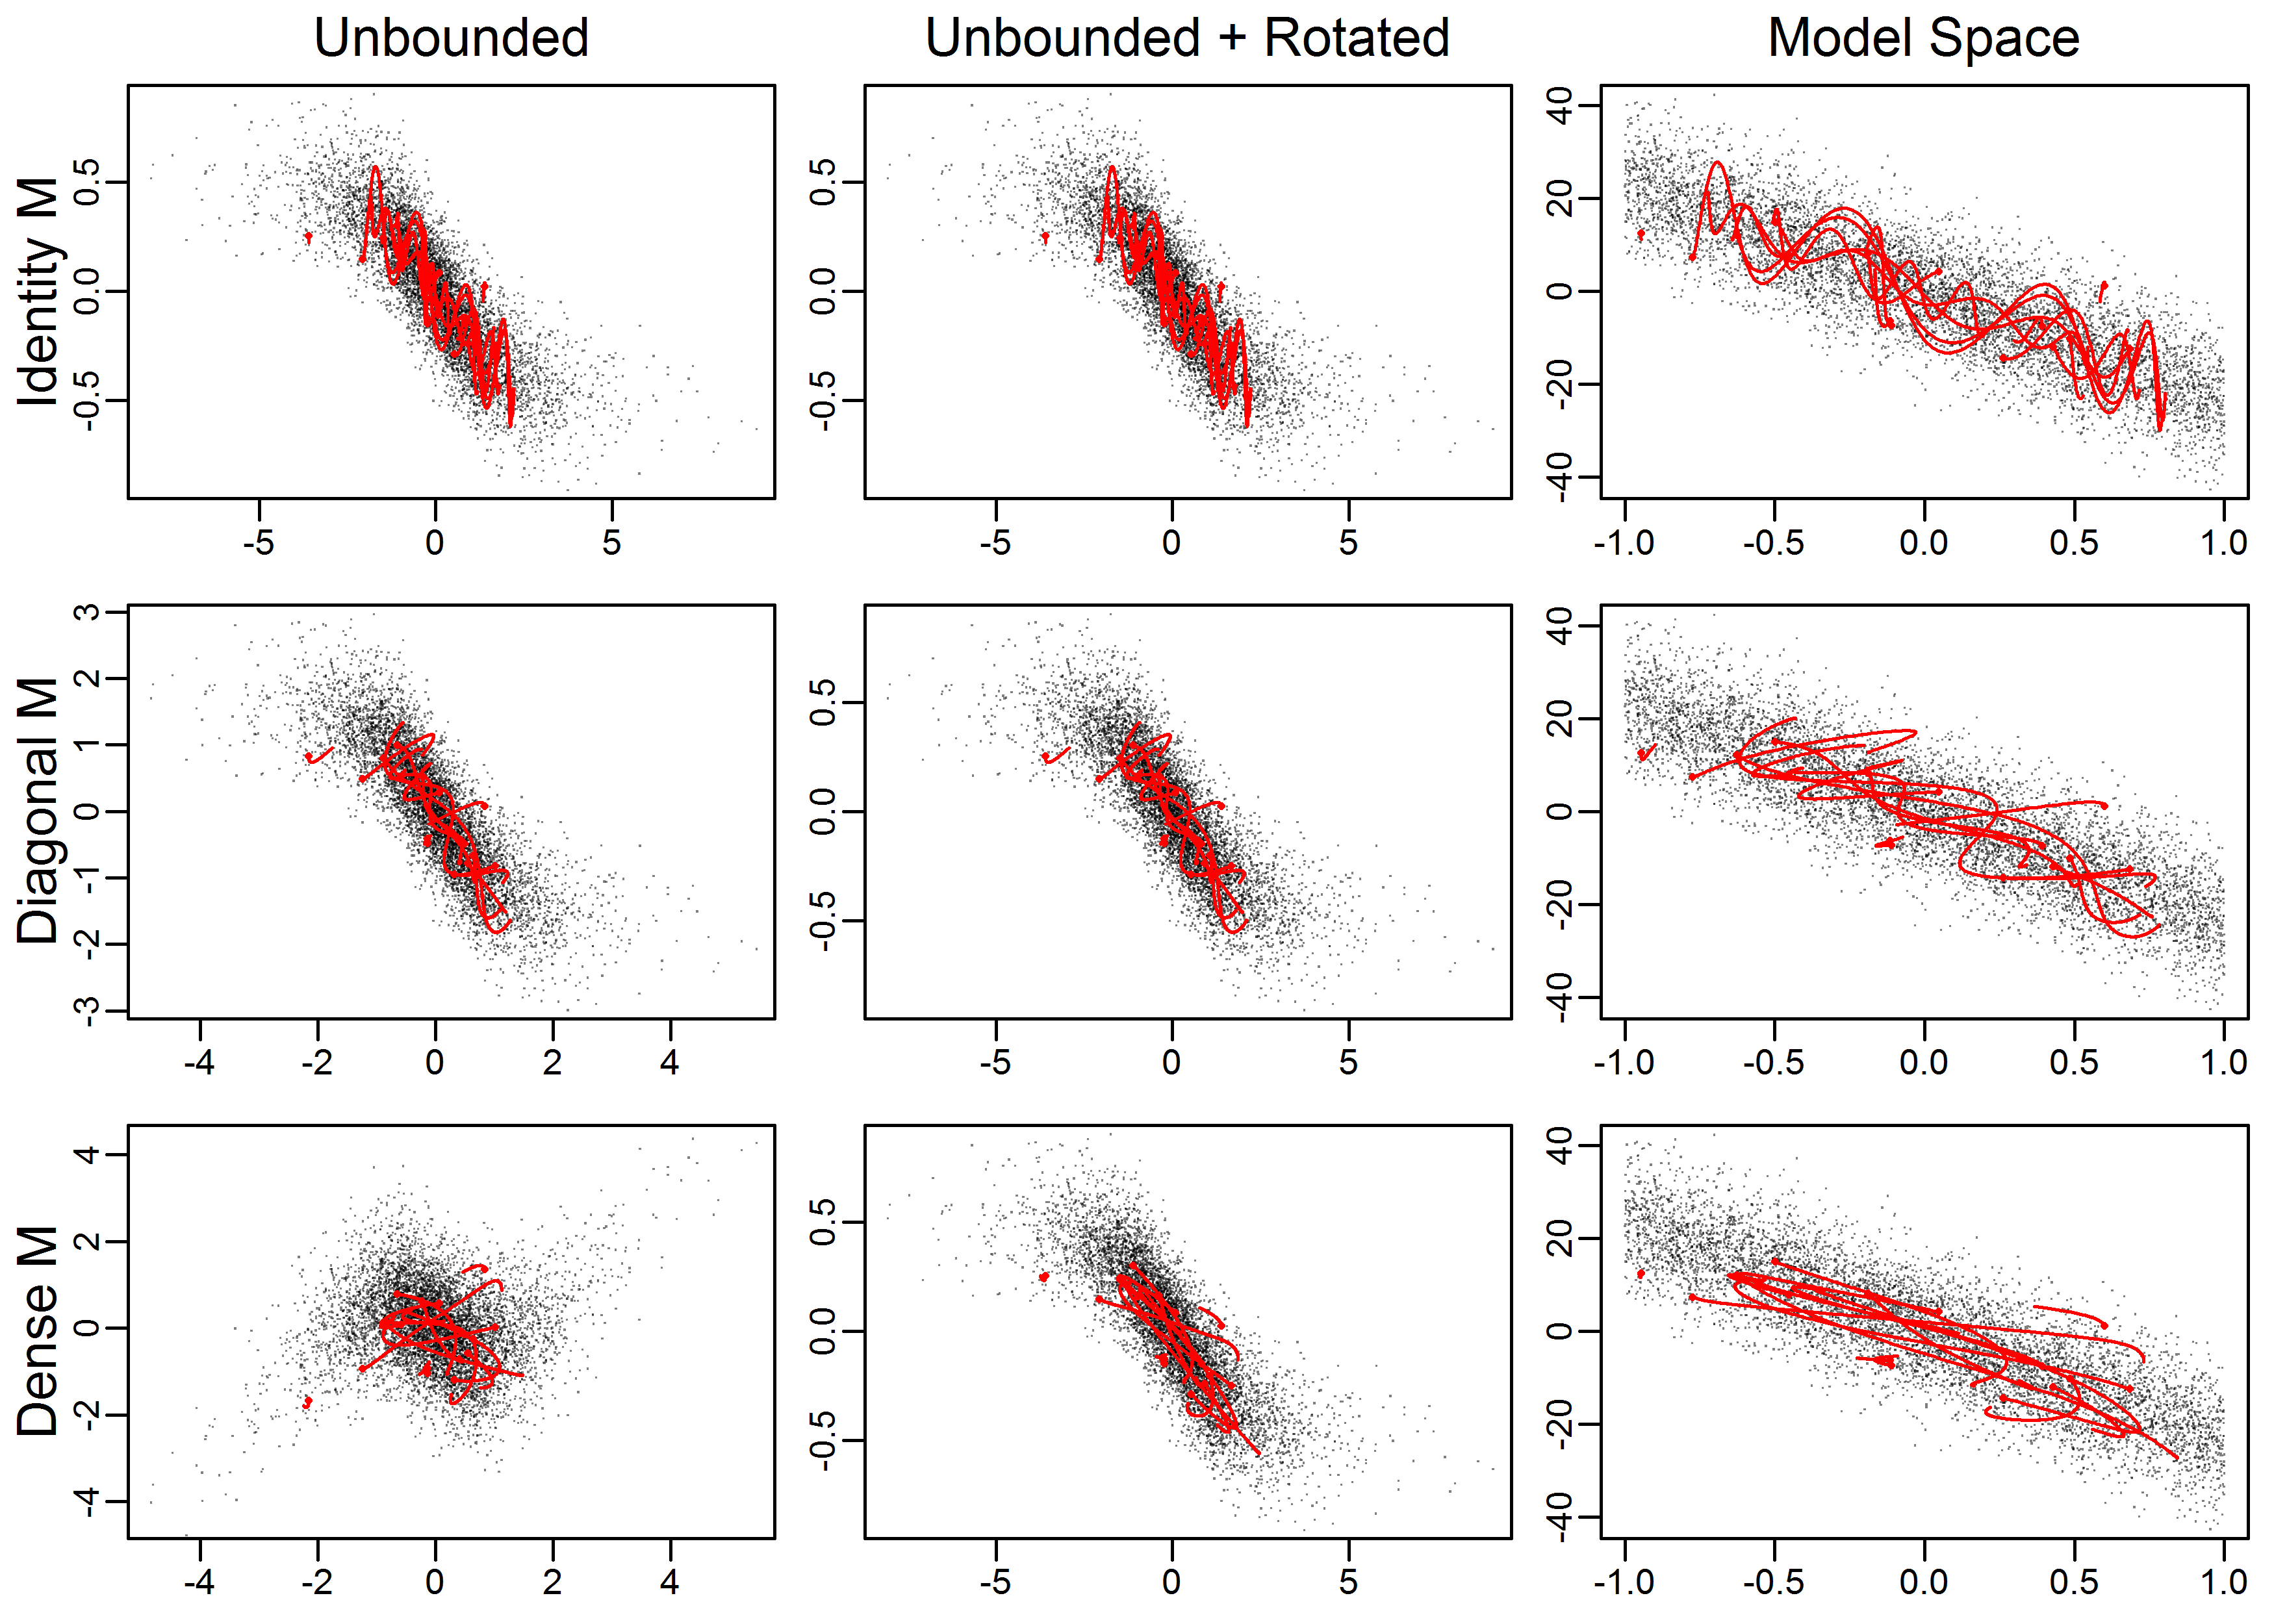 Unbounded Unbounded + Rotated Model Space
Identity M
0.5 0.0 -0.5
-5 0 5
0.5 0.0 -0.5
-5 0 5
40 20 0 -20 -40
-1.0 -0.5 0.0 0.5 1.0
Diagonal M
3 2 1 0 -1 -2 -3
-4 -2 0 2 4
0.5 0.0 -0.5
-5 0 5
40 20 0 -20 -40
-1.0 -0.5 0.0 0.5 1.0
Dense M
4 2 0 -2 -4
-4 -2 0 2 4
0.5 0.0 -0.5
-5 0 5
40 20 0 -20 -40
-1.0 -0.5 0.0 0.5 1.0